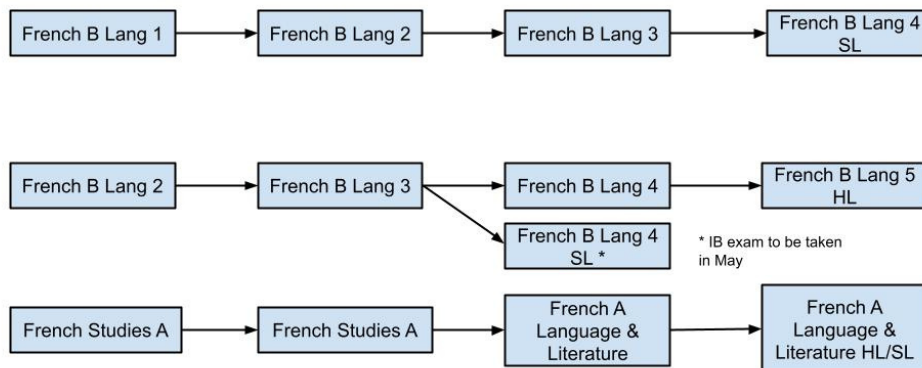 French B Lang 1
French B Lang 2
French B Lang 3
French B Lang 4
SL
French B Lang 2
French B Lang 3
French B Lang 4
French B Lang 5
HL
French B Lang 4
SL *
* IB exam to be taken
in May
French Studies A
French Studies A
French A
Language &
Literature
French A
Language &
Literature HL/SL